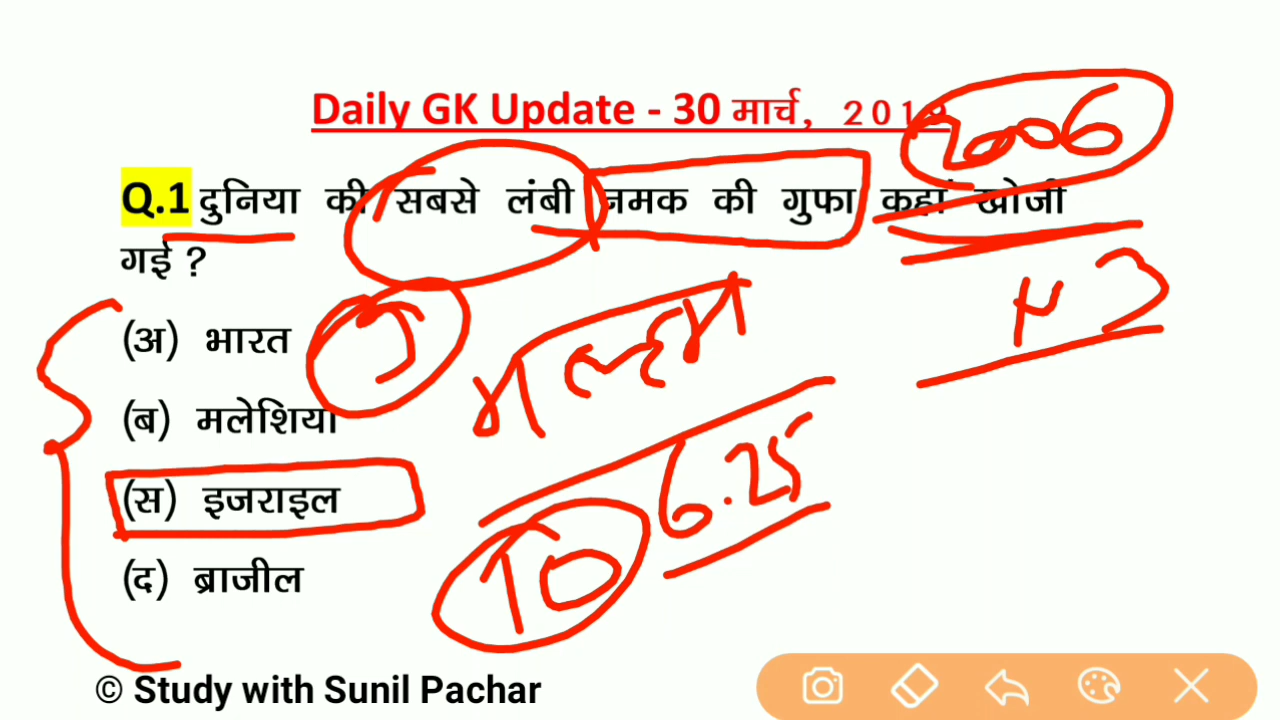 Daily GK Update - 30 मार्च, 2019
2006
Q.1 दुनिया की सबसे लंबी नमक की गुफा कहां खोजी
गई ?
(अ) भारत
(ब) मलेशिया
(स) इजराइल
6.25
10
(द) ब्राजील
© Study with Sunil Pachar